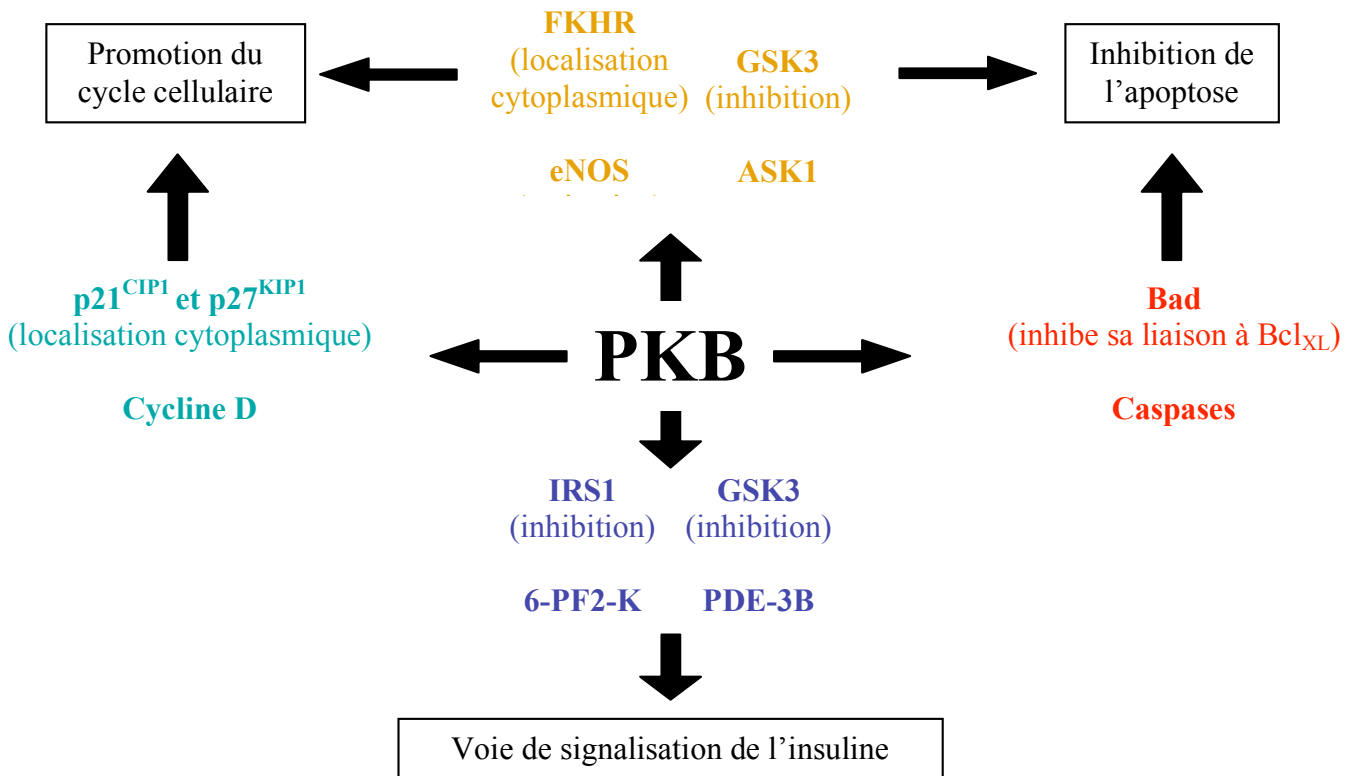 Promotion du
cycle cellulaire
FKHR
(localisation
cytoplasmique)
GSK3
(inhibition)
Inhibition de
l’apoptose
eNOS
ASK1
p21CIP1 et p27KIP1
(localisation cytoplasmique)
Cycline D
PKB
Bad
(inhibe sa liaison à BclXL)
Caspases
IRS1
(inhibition)
GSK3
(inhibition)
6-PF2-K
PDE-3B
Voie de signalisation de l’insuline